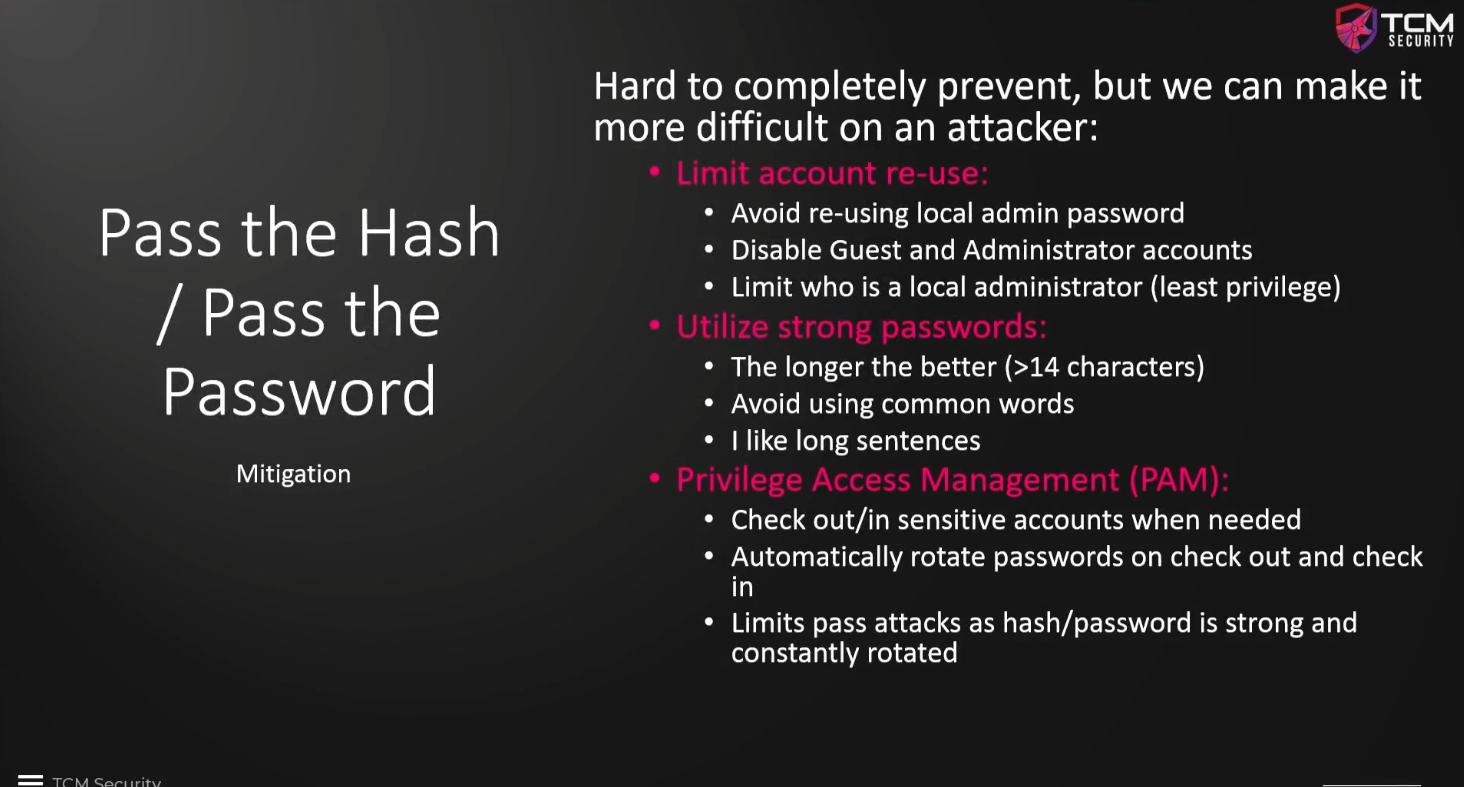 TCM
SECURITY
Hard to completely prevent, but we can make it
more difficult on an attacker:
• Limit account re-use:
• Avoid re-using local admin password
• Disable Guest and Administrator accounts
• Limit who is a local administrator (least privilege)
• Utilize strong passwords:
• The longer the better (>14 characters)
• Avoid using common words
• I like long sentences
• Privilege Access Management (PAM):
• Check out/in sensitive accounts when needed
• Automatically rotate passwords on check out and check
in
• Limits pass attacks as hash/password is strong and
constantly rotated
Pass the Hash
/ Pass the
Password
Mitigation
TCM Security